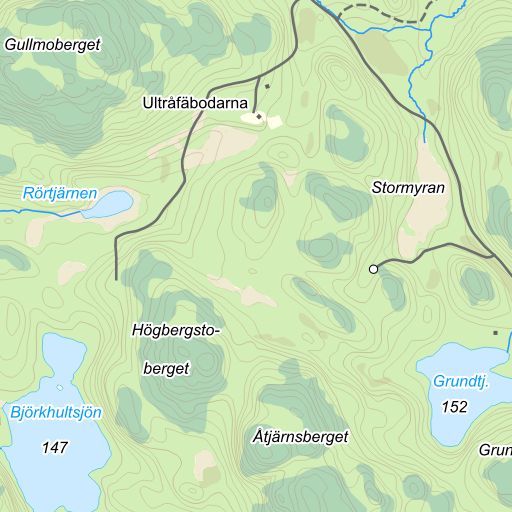 Gullmoberget
Ultråfäbodarna
Rörtjärnen
Stormyran
Högbergsto-
berget
Grundtj.
152
Björkhultsjön
147
Åtjärnsberget
Grun